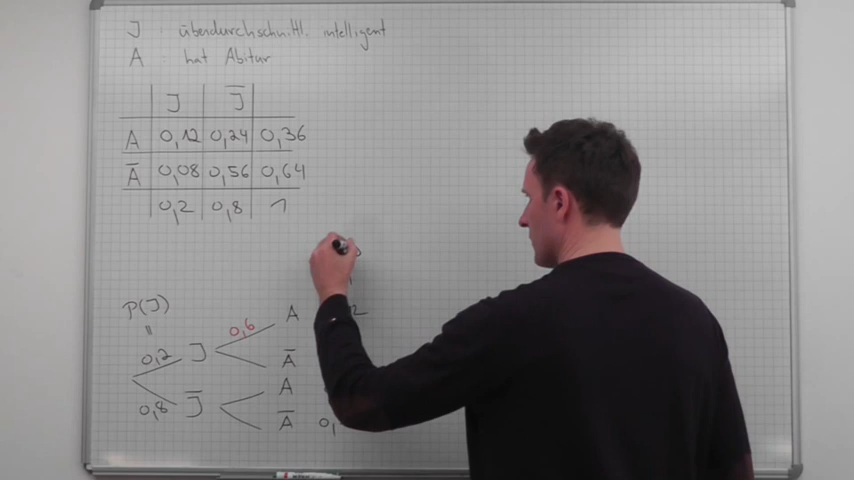 J : überdurchschnittl. intelligent
A : hat Abitur
J J̅
A 0,12 0,24 0,36
A̅ 0,08 0,56 0,64
0,2 0,8 1
P(J)
=
0,2 J 0,6 A
A̅
0,8 J̅ A
A̅ 0,